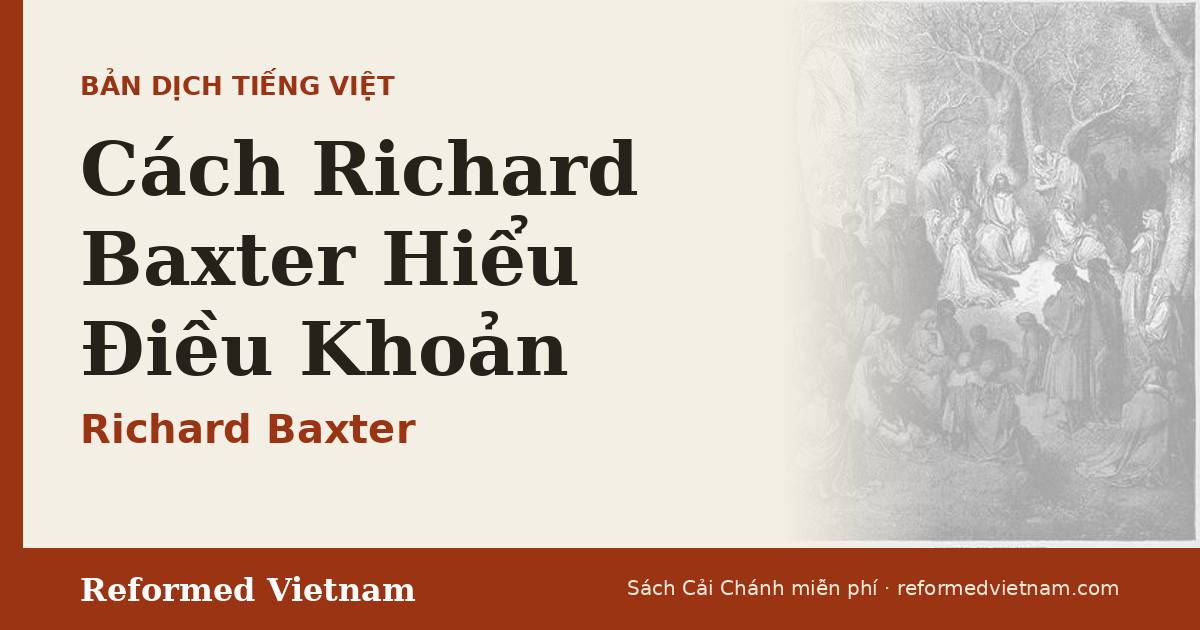 BẢN DỊCH TIẾNG VIỆT
Cách Richard
Baxter Hiểu
Điều Khoản
Richard Baxter
Reformed Vietnam
Sách Cải Chánh miễn phí · reformedvietnam.com